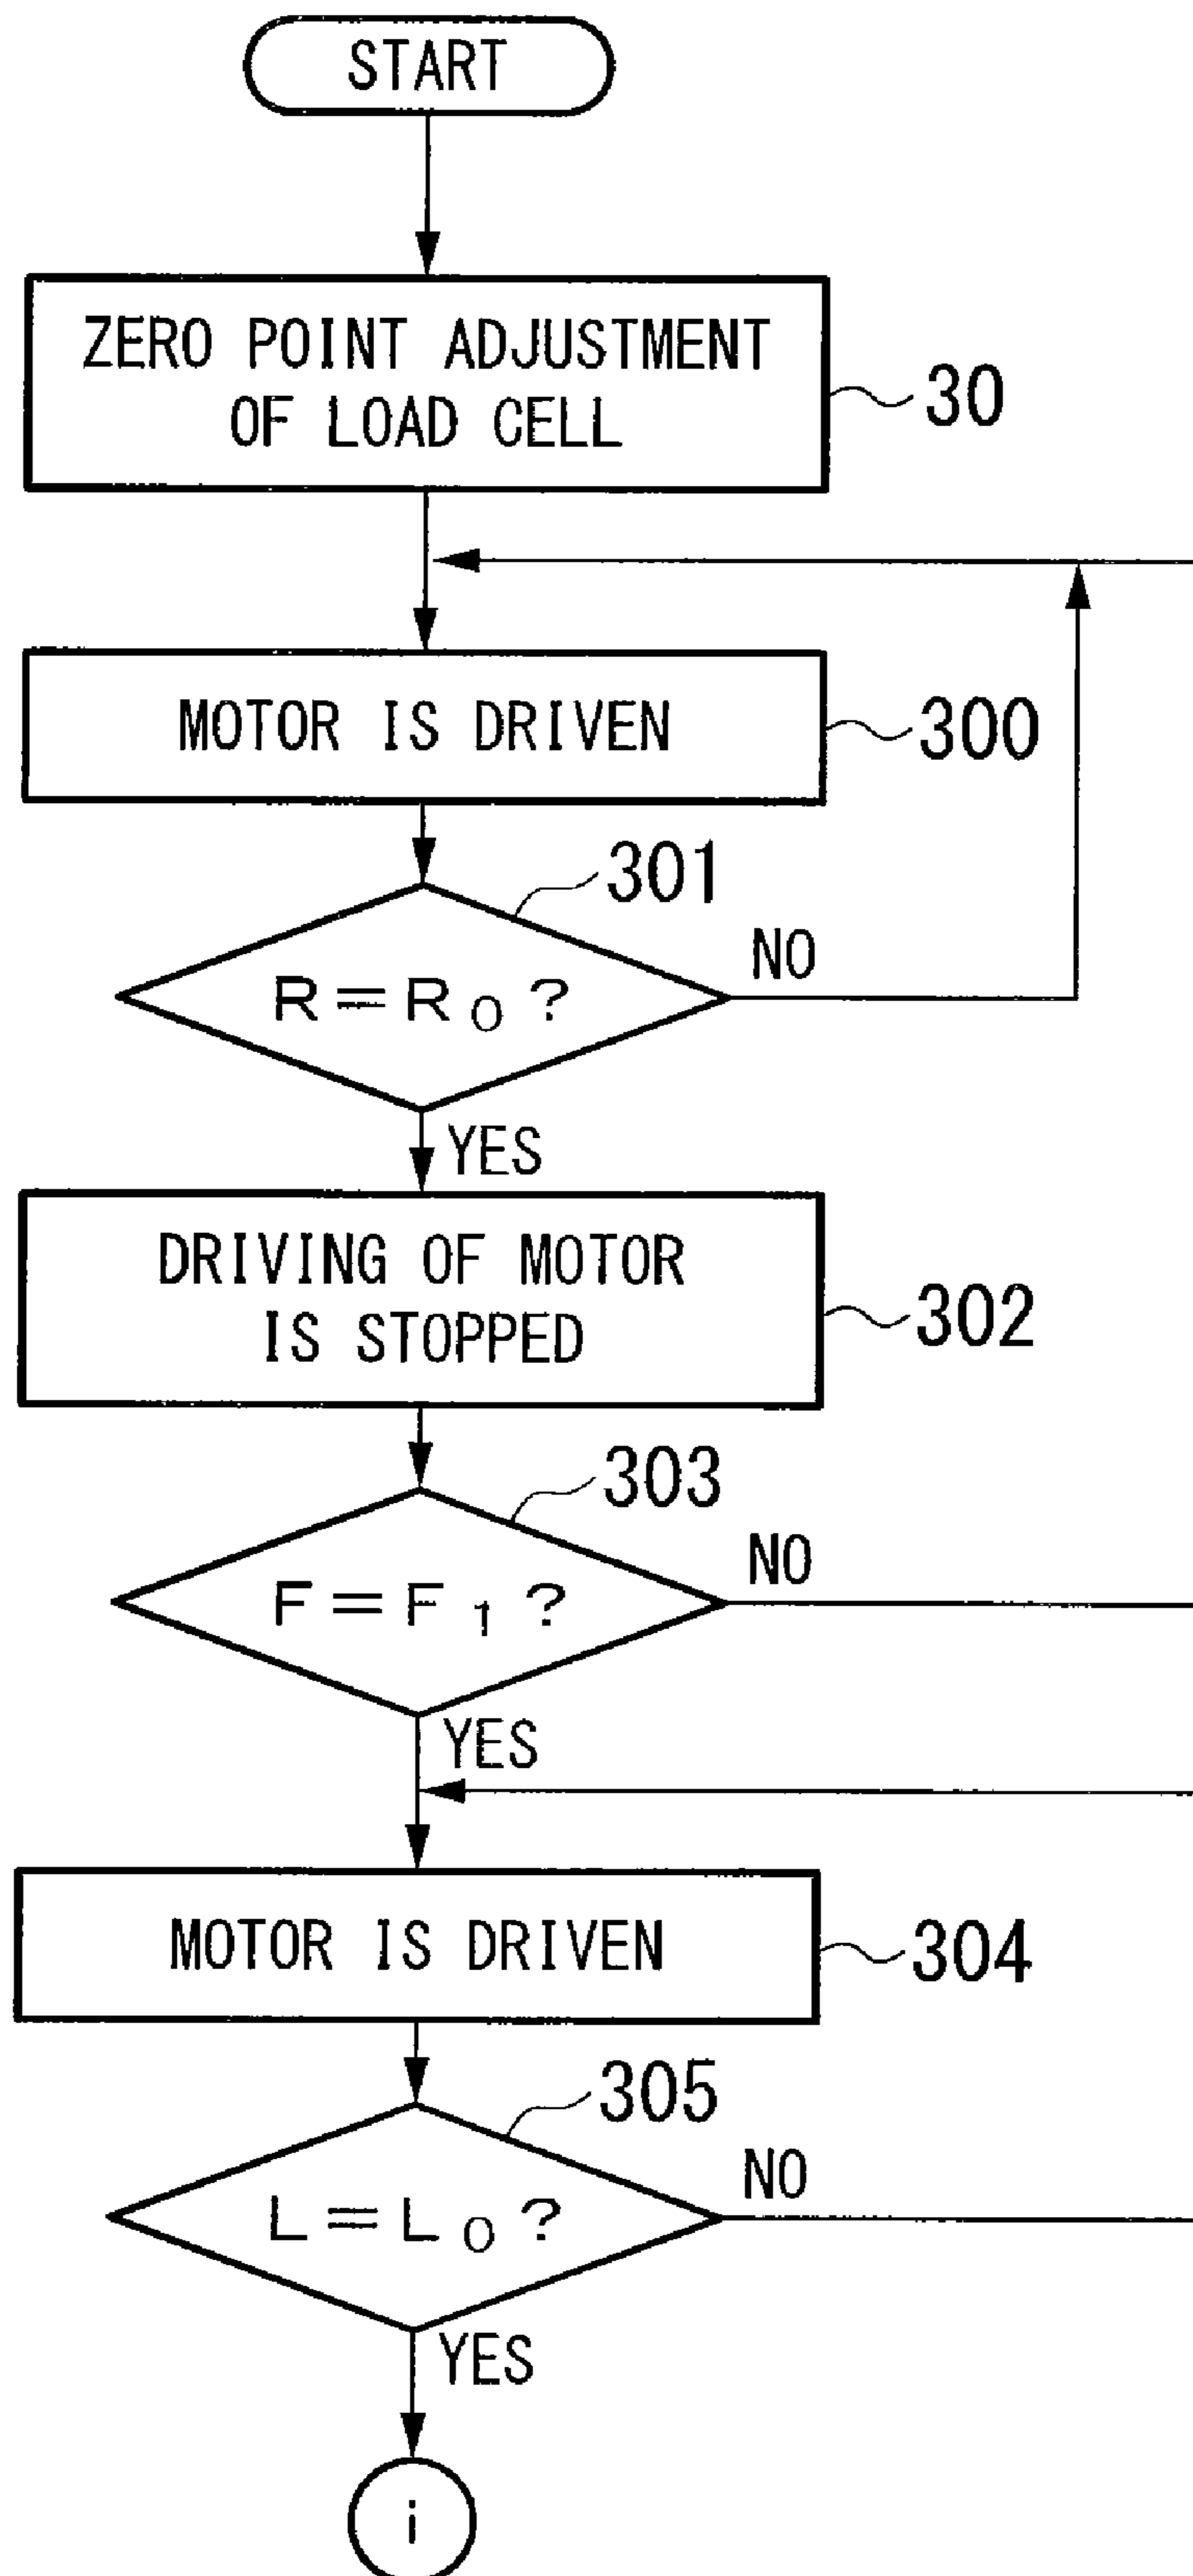 START
ZERO POINT ADJUSTMENT
OF LOAD CELL
30
MOTOR IS DRIVEN
300
301
R=R₀?
NO
YES
DRIVING OF MOTOR
IS STOPPED
302
303
F=F₁?
NO
YES
MOTOR IS DRIVEN
304
305
L=L₀?
NO
YES
i